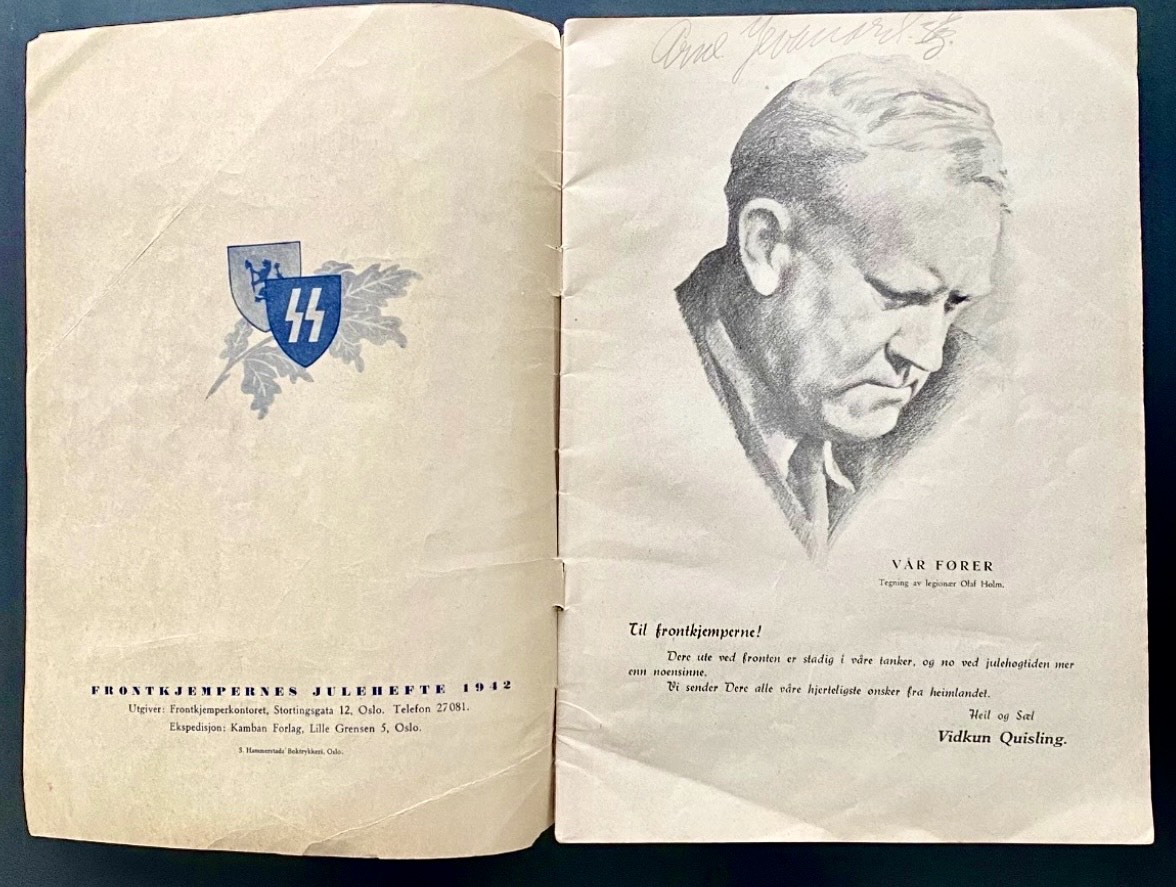 FRONTKJEMPERNES JULEHEFTE 1942
Utgiver: Frontkjemperkontoret, Stortingsgata 12, Oslo. Telefon 27081.
Ekspedisjon: Kamban Forlag, Lille Grensen 5, Oslo.
S. Hammerstads Boktrykkeri, Oslo.
Arne
VÅR FØRER
Tegning av legionær Olaf Holm.
Til frontkjemperne!
Dere ute ved fronten er stadig i våre tanker, og no ved julehøgtiden mer
enn noensinne.
Vi sender Dere alle våre hjerteligste ønsker fra heimlandet.
Heil og Sæl
Vidkun Quisling.